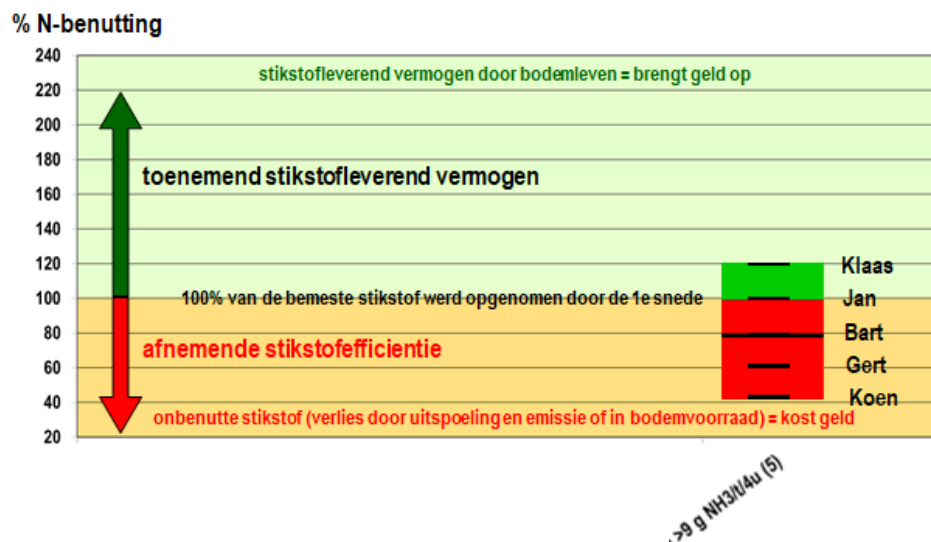 % N-benutting
240
stikstofleverend vermogen door bodemleven = brengt geld op
220
200
180
toenemend stikstofleverend vermogen
160
140
120
Klaas
100
100% van de bemeste stikstof werd opgenomen door de 1e snede
Jan
80
Bart
afnemende stikstofefficientie
60
Gert
40
Koen
onbenutte stikstof (verlies door uitspoeling en emissie of in bodemvoorraad) = kost geld
20
>9 g NH3/t/4u (5)